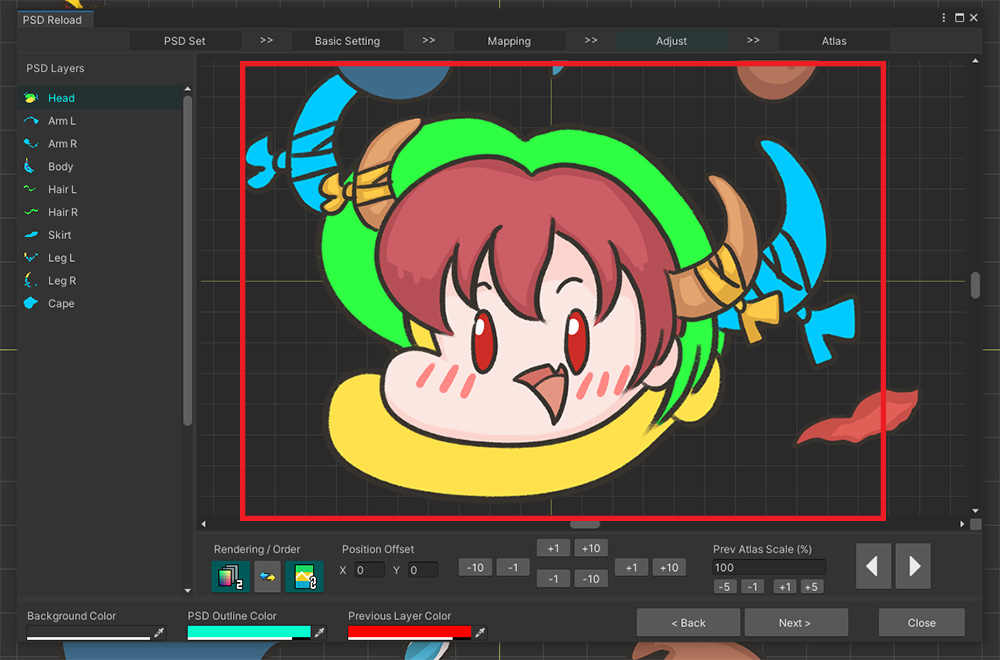 PSD Reload
PSD Set >> Basic Setting >> Mapping >> Adjust >> Atlas
PSD Layers
Head
Arm L
Arm R
Body
Hair L
Hair R
Skirt
Leg L
Leg R
Cape
Rendering / Order
2
2
Position Offset
X 0 Y 0
-10 -1
+1 +10
-1 -10
+1 +10
Prev Atlas Scale (%)
100
-5 -1 +1 +5
Background Color
PSD Outline Color
Previous Layer Color
< Back
Next >
Close